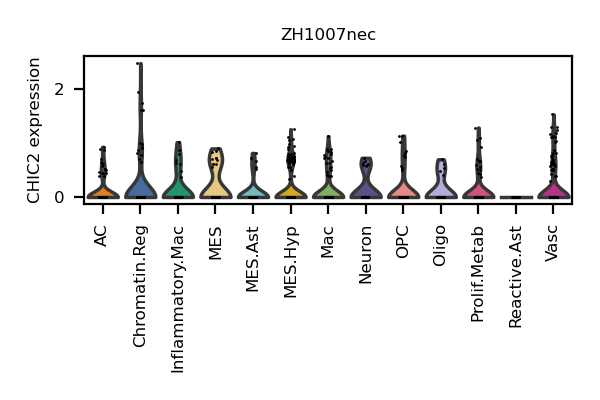 ZH1007nec
CHIC2 expression
2
0
AC
Chromatin.Reg
Inflammatory.Mac
MES
MES.Ast
MES.Hyp
Mac
Neuron
OPC
Oligo
Prolif.Metab
Reactive.Ast
Vasc